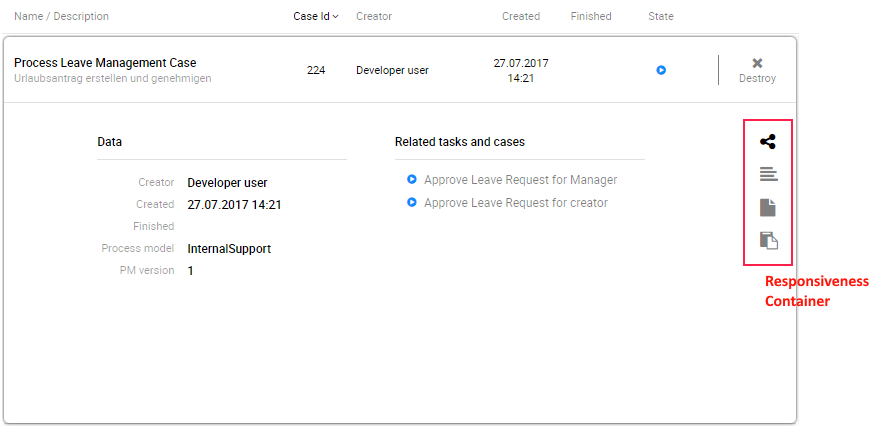 Name / Description Case Id Creator Created Finished State
Process Leave Management Case 224 Developer user 27.07.2017
14:21
Urlaubsantrag erstellen und genehmigen
Destroy
Data
Creator Developer user
Created 27.07.2017 14:21
Finished
Process model InternalSupport
PM version 1
Related tasks and cases
Approve Leave Request for Manager
Approve Leave Request for creator
Responsiveness
Container